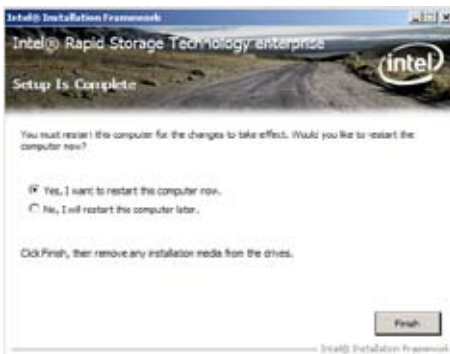 Intel® Installation Framework
Intel® Rapid Storage Technology enterprise
intel
Setup Is Complete
You must restart this computer for the changes to take effect. Would you like to restart the
computer now?
Yes, I want to restart this computer now.
No, I will restart this computer later.
Click Finish, then remove any installation media from the drives.
Finish
Intel® Installation Framework